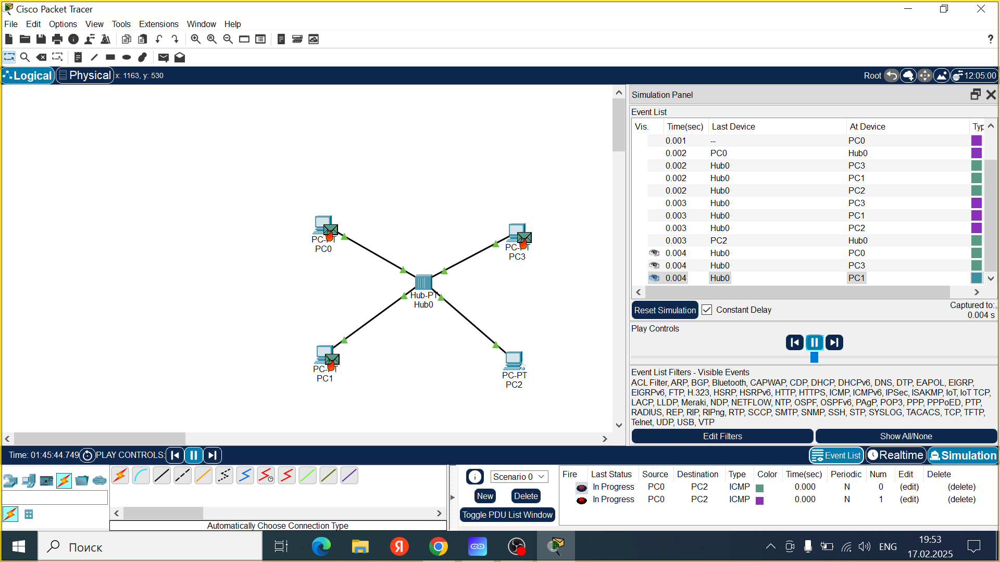 Cisco Packet Tracer
File Edit Options View Tools Extensions Window Help
?
Logical Physical x: 1163, y: 530 Root 12:05:00
Simulation Panel
Event List
Vis. Time(sec) Last Device At Device Typ
0.001 -- PC0
0.002 PC0 Hub0
0.002 Hub0 PC3
0.002 Hub0 PC1
0.002 Hub0 PC2
0.003 Hub0 PC3
0.003 Hub0 PC1
0.003 Hub0 PC2
0.003 PC2 Hub0
0.004 Hub0 PC0
0.004 Hub0 PC3
0.004 Hub0 PC1
Reset Simulation Constant Delay Captured to:
0.004 s
Play Controls
Event List Filters - Visible Events
ACL Filter, ARP, BGP, Bluetooth, CAPWAP, CDP, DHCP, DHCPv6, DNS, DTP, EAPOL, EIGRP,
EIGRPv6, FTP, H.323, HSRP, HSRPv6, HTTP, HTTPS, ICMP, ICMPv6, IPSec, ISAKMP, IoT, IoT TCP,
LACP, LLDP, Meraki, NDP, NETFLOW, NTP, OSPF, OSPFv6, PAgP, POP3, PPP, PPPoED, PTP,
RADIUS, REP, RIP, RIPng, RTP, SCCP, SMTP, SNMP, SSH, STP, SYSLOG, TACACS, TCP, TFTP,
Telnet, UDP, USB, VTP
Edit Filters Show All/None
PC-PT
PC0
PC-PT
PC3
Hub-PT
Hub0
PC-PT
PC1
PC-PT
PC2
Time: 01:45:44.749 PLAY CONTROLS: Event List Realtime Simulation
Automatically Choose Connection Type
Scenario 0
New Delete
Toggle PDU List Window
Fire Last Status Source Destination Type Color Time(sec) Periodic Num Edit Delete
In Progress PC0 PC2 ICMP 0.000 N 0 (edit) (delete)
In Progress PC0 PC2 ICMP 0.000 N 1 (edit) (delete)
Поиск
Я
ENG
19:53
17.02.2025